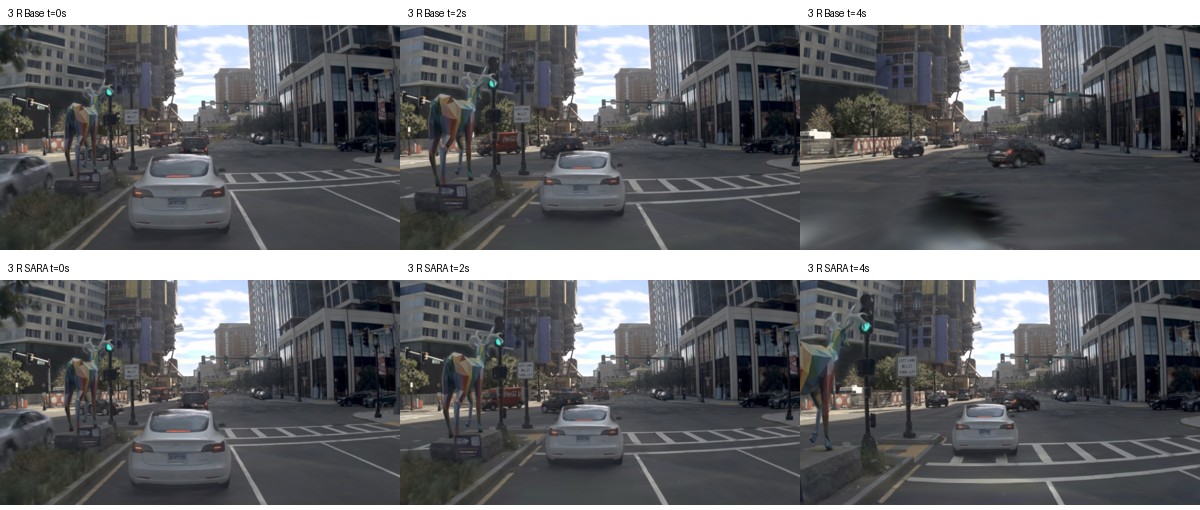 3 R Base t=0s
3 R Base t=2s
3 R Base t=4s
3 R SARA t=0s
3 R SARA t=2s
3 R SARA t=4s